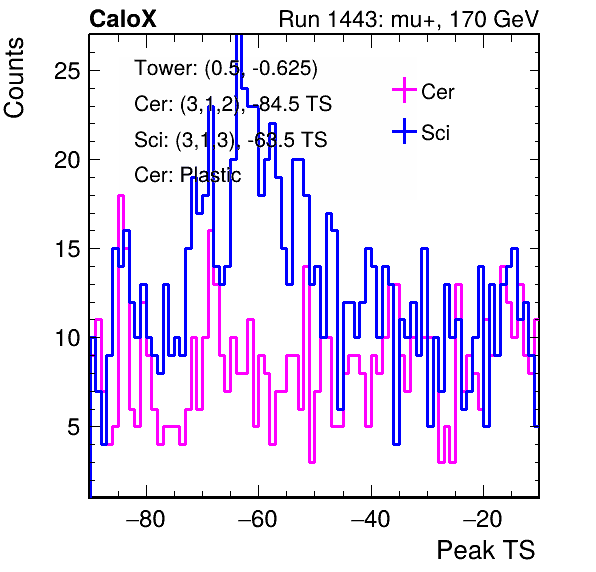 CaloX Run 1443: mu+, 170 GeV
Counts
Tower: (0.5, -0.625)
Cer: (3,1,2), -84.5 TS
Sci: (3,1,3), -63.5 TS
Cer: Plastic
Cer
Sci
25
20
15
10
5
−80 −60 −40 −20
Peak TS